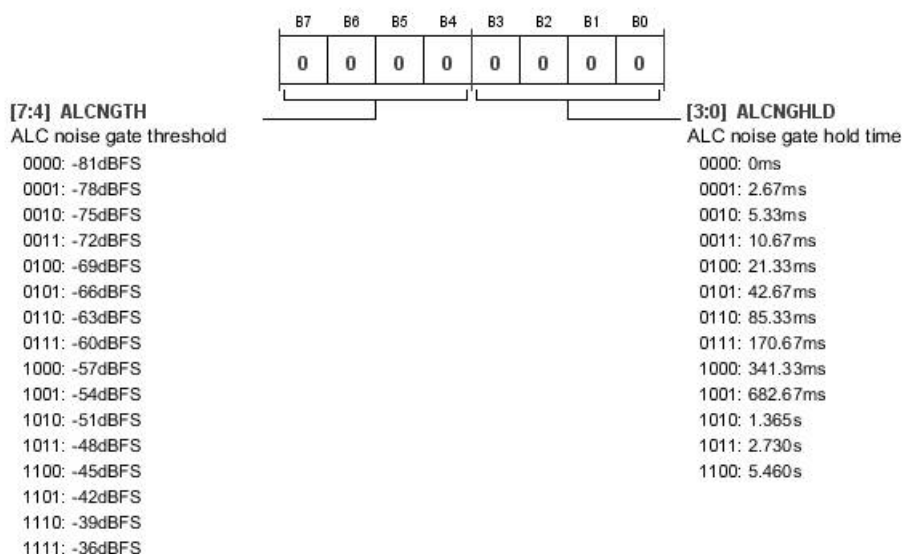 B7 B6 B5 B4 B3 B2 B1 B0
0 0 0 0 0 0 0 0
[7:4] ALCNGTH
ALC noise gate threshold
0000: -81dBFS
0001: -78dBFS
0010: -75dBFS
0011: -72dBFS
0100: -69dBFS
0101: -66dBFS
0110: -63dBFS
0111: -60dBFS
1000: -57dBFS
1001: -54dBFS
1010: -51dBFS
1011: -48dBFS
1100: -45dBFS
1101: -42dBFS
1110: -39dBFS
1111: -36dBFS
[3:0] ALCNGHLD
ALC noise gate hold time
0000: 0ms
0001: 2.67ms
0010: 5.33ms
0011: 10.67ms
0100: 21.33ms
0101: 42.67ms
0110: 85.33ms
0111: 170.67ms
1000: 341.33ms
1001: 682.67ms
1010: 1.365s
1011: 2.730s
1100: 5.460s